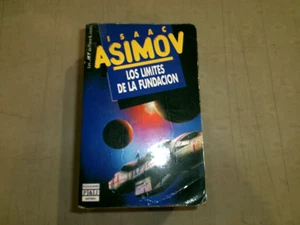 ISAAC
ASIMOV
LOS LIMITES
DE LA FUNDACION